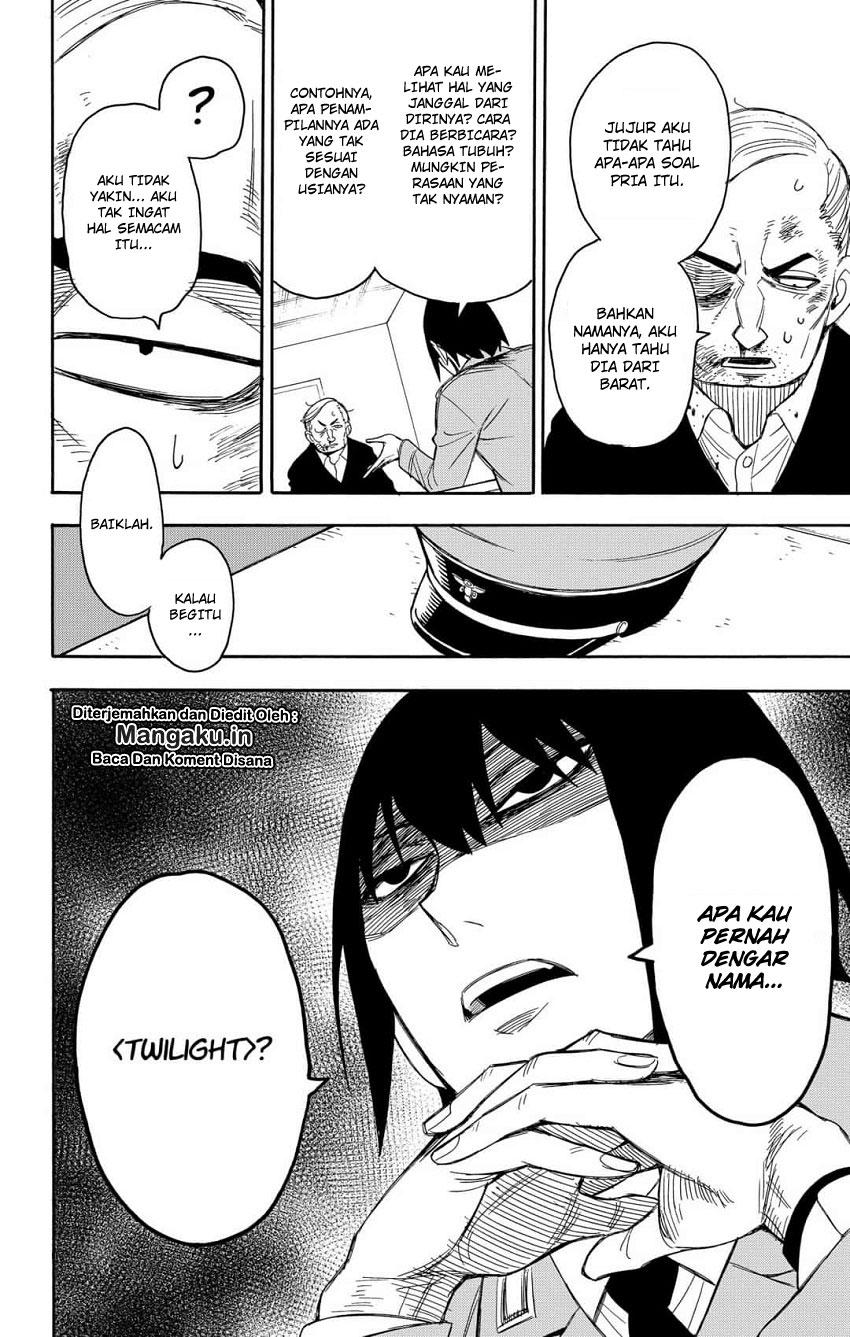 JUJUR AKU
TIDAK TAHU
APA-APA SOAL
PRIA ITU.
BAHKAN
NAMANYA, AKU
HANYA TAHU
DIA DARI
BARAT.
APA KAU ME-
LIHAT HAL YANG
JANGGAL DARI
DIRINYA? CARA
DIA BERBICARA?
BAHASA TUBUH?
MUNGKIN PE-
RASAAN YANG
TAK NYAMAN?
CONTOHNYA,
APA PENAM-
PILANNYA ADA
YANG TAK
SESUAI
DENGAN
USIANYA?
?
AKU TIDAK
YAKIN... AKU
TAK INGAT
HAL SEMACAM
ITU...
BAIKLAH.
KALAU
BEGITU
...
Diterjemahkan dan Diedit Oleh :
Mangaku.in
Baca Dan Koment Disana
APA KAU
PERNAH
DENGAR
NAMA...
<TWILIGHT>?